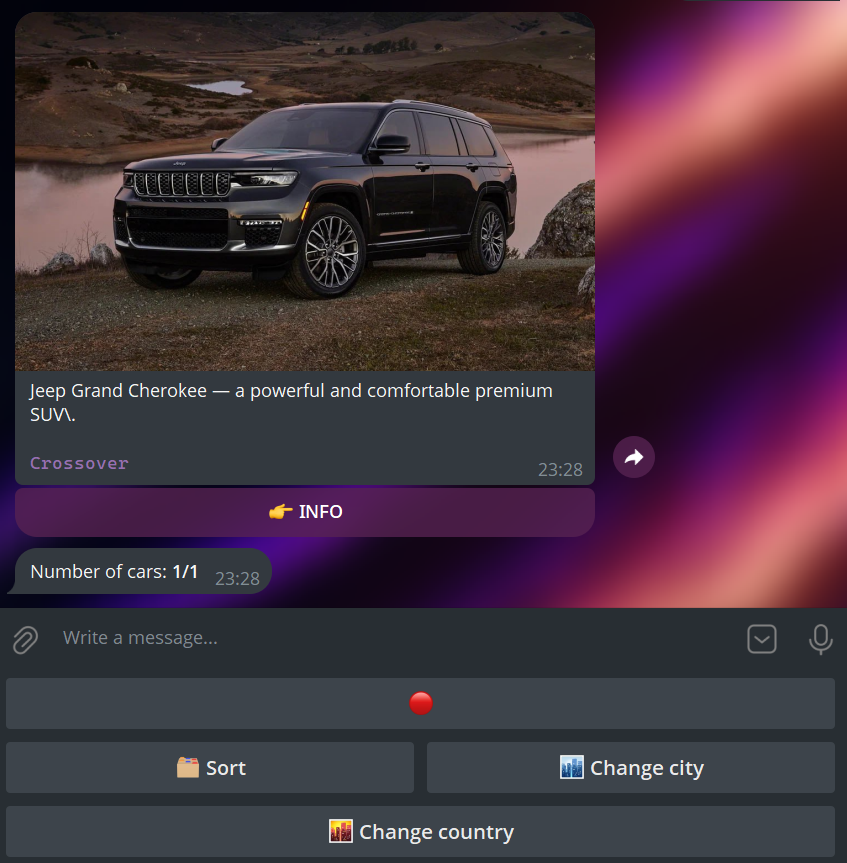 Jeep
Jeep Grand Cherokee — a powerful and comfortable premium
SUV\.
Crossover
23:28
👉 INFO
Number of cars: 1/1 23:28
Write a message...
🔴
🗂 Sort
🏙 Change city
🌇 Change country